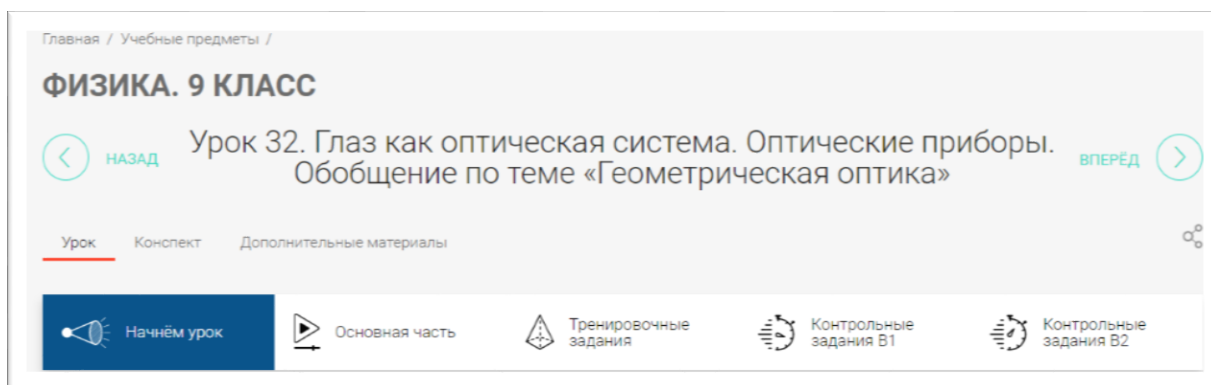 Главная / Учебные предметы /
ФИЗИКА. 9 КЛАСС
НАЗАД
Урок 32. Глаз как оптическая система. Оптические приборы.
Обобщение по теме «Геометрическая оптика»
ВПЕРЁД
Урок Конспект Дополнительные материалы
Начнём урок
Основная часть
Тренировочные
задания
Контрольные
задания В1
Контрольные
задания В2